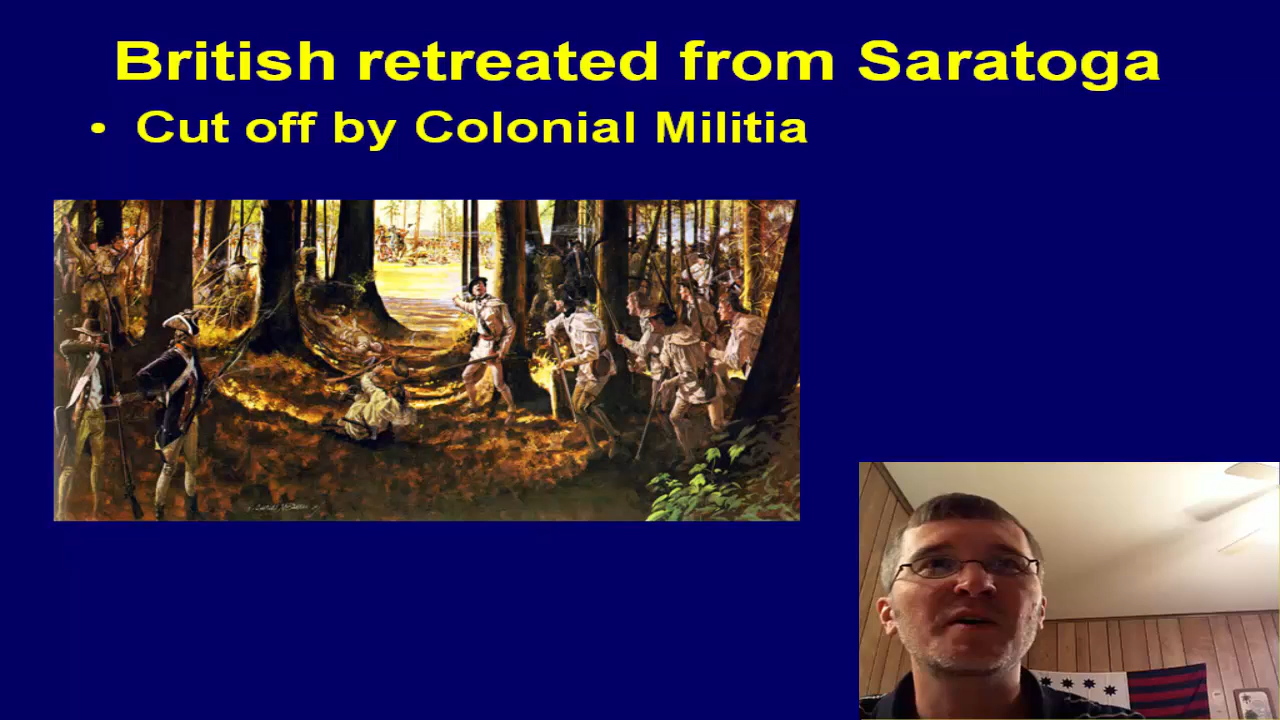 British retreated from Saratoga
• Cut off by Colonial Militia